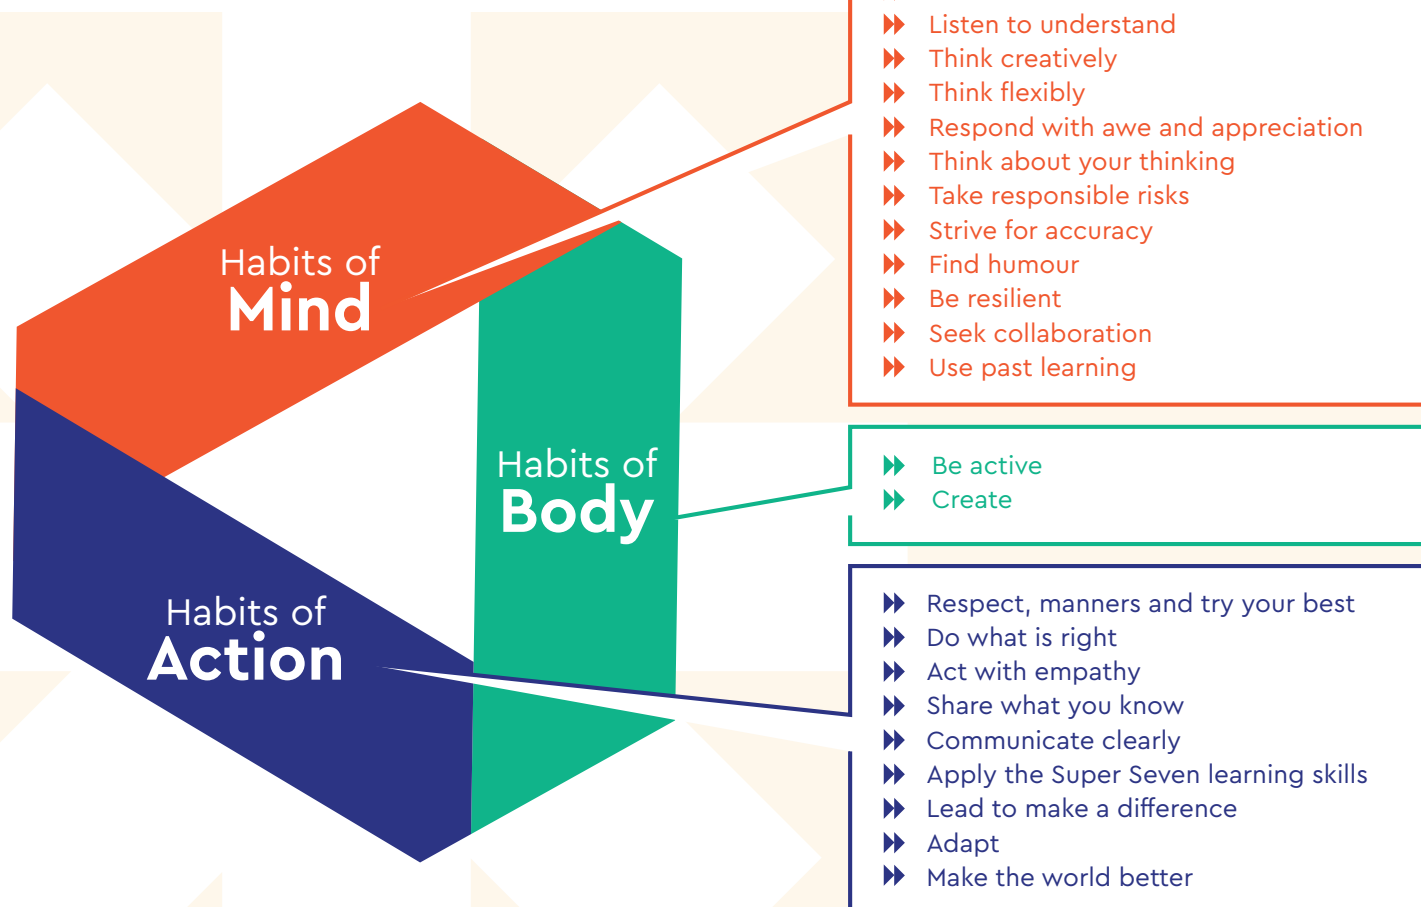 Habits of
Mind
Listen to understand
Think creatively
Think flexibly
Respond with awe and appreciation
Think about your thinking
Take responsible risks
Strive for accuracy
Find humour
Be resilient
Seek collaboration
Use past learning
Habits of
Body
Be active
Create
Habits of
Action
Respect, manners and try your best
Do what is right
Act with empathy
Share what you know
Communicate clearly
Apply the Super Seven learning skills
Lead to make a difference
Adapt
Make the world better